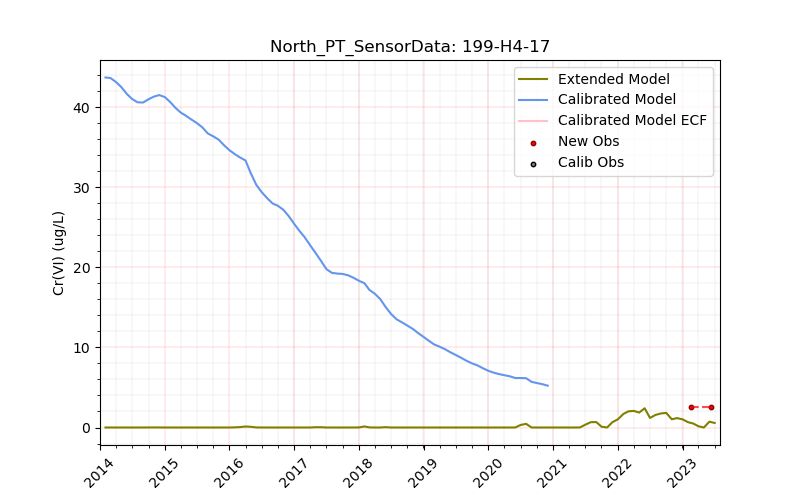 North_PT_SensorData: 199-H4-17
Extended Model
Calibrated Model
Calibrated Model ECF
New Obs
Calib Obs
Cr(VI) (ug/L)
40
30
20
10
0
2014 2015 2016 2017 2018 2019 2020 2021 2022 2023